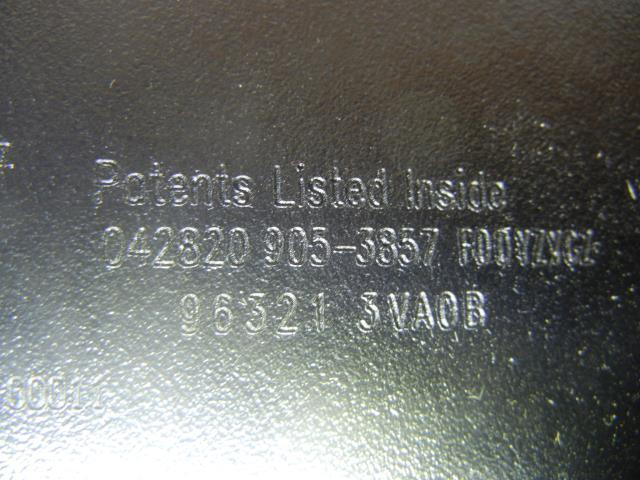 Patents Listed Inside
042820 905-3857
96321 3VA0B